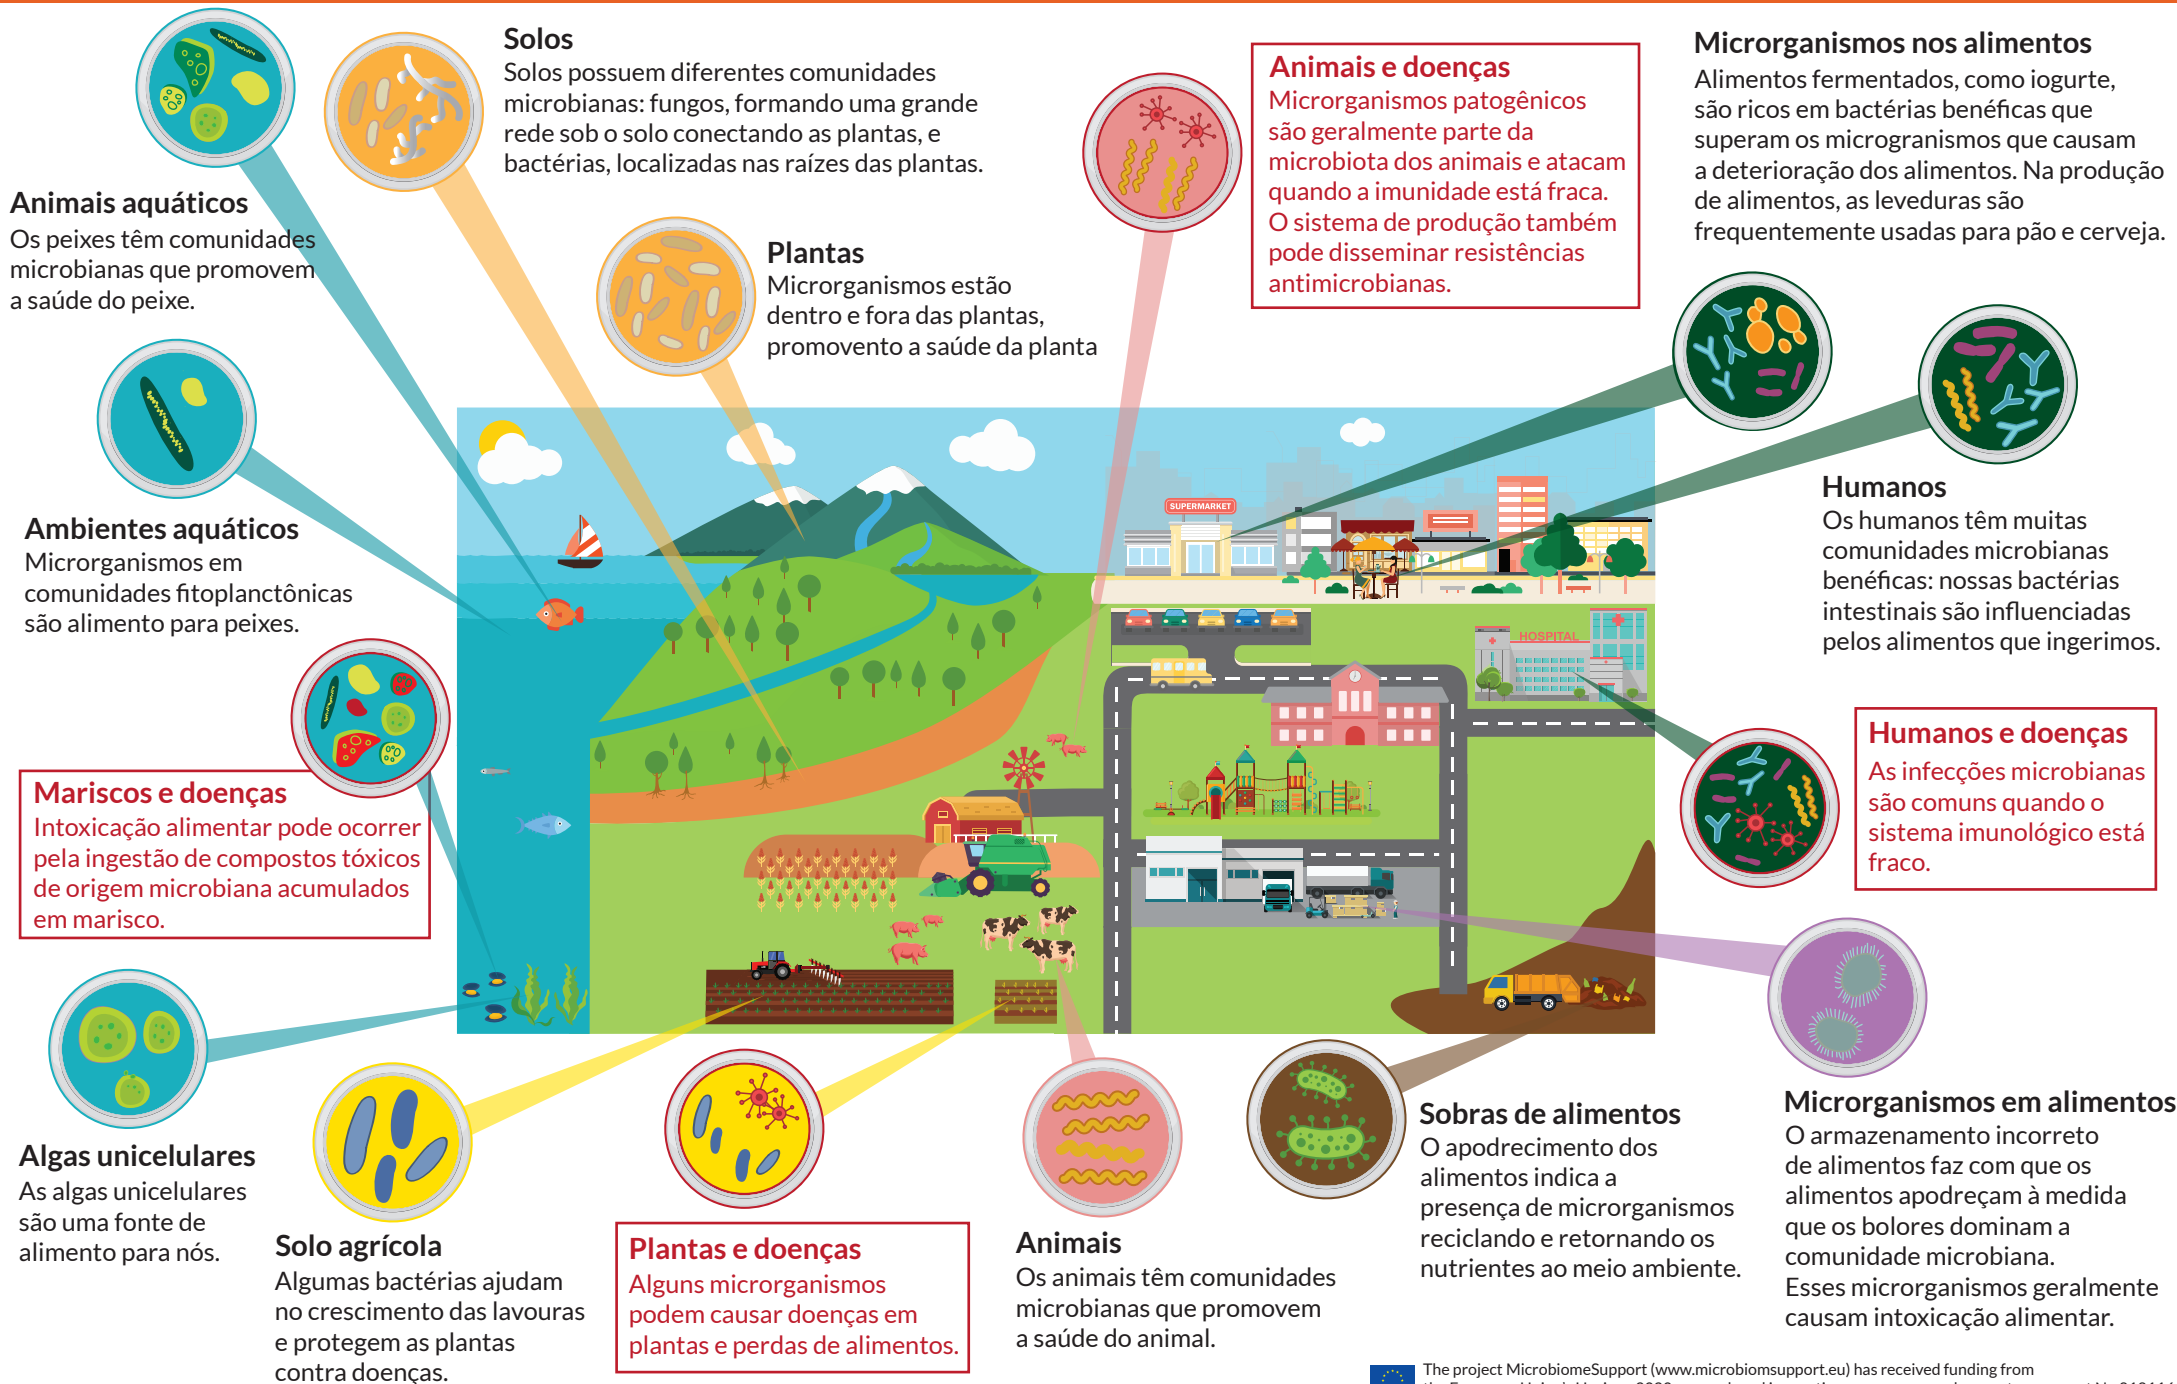 Solos
Solos possuem diferentes comunidades
microbianas: fungos, formando uma grande
rede sob o solo conectando as plantas, e
bactérias, localizadas nas raízes das plantas.
Animais e doenças
Microrganismos patogênicos
são geralmente parte da
microbiota dos animais e atacam
quando a imunidade está fraca.
O sistema de produção também
pode disseminar resistências
antimicrobianas.
Microrganismos nos alimentos
Alimentos fermentados, como iogurte,
são ricos em bactérias benéficas que
superam os microgranismos que causam
a deterioração dos alimentos. Na produção
de alimentos, as leveduras são
frequentemente usadas para pão e cerveja.
Animais aquáticos
Os peixes têm comunidades
microbianas que promovem
a saúde do peixe.
Plantas
Microrganismos estão
dentro e fora das plantas,
promovento a saúde da planta
Ambientes aquáticos
Microrganismos em
comunidades fitoplanctônicas
são alimento para peixes.
SUPERMARKET
HOSPITAL
Humanos
Os humanos têm muitas
comunidades microbianas
benéficas: nossas bactérias
intestinais são influenciadas
pelos alimentos que ingerimos.
Mariscos e doenças
Intoxicação alimentar pode ocorrer
pela ingestão de compostos tóxicos
de origem microbiana acumulados
em marisco.
Humanos e doenças
As infecções microbianas
são comuns quando o
sistema imunológico está
fraco.
Algas unicelulares
As algas unicelulares
são uma fonte de
alimento para nós.
Solo agrícola
Algumas bactérias ajudam
no crescimento das lavouras
e protegem as plantas
contra doenças.
Plantas e doenças
Alguns microrganismos
podem causar doenças em
plantas e perdas de alimentos.
Animais
Os animais têm comunidades
microbianas que promovem
a saúde do animal.
Sobras de alimentos
O apodrecimento dos
alimentos indica a
presença de microrganismos
reciclando e retornando os
nutrientes ao meio ambiente.
Microrganismos em alimentos
O armazenamento incorreto
de alimentos faz com que os
alimentos apodreçam à medida
que os bolores dominam a
comunidade microbiana.
Esses microrganismos geralmente
causam intoxicação alimentar.
The project MicrobiomeSupport (www.microbiomsupport.eu) has received funding from